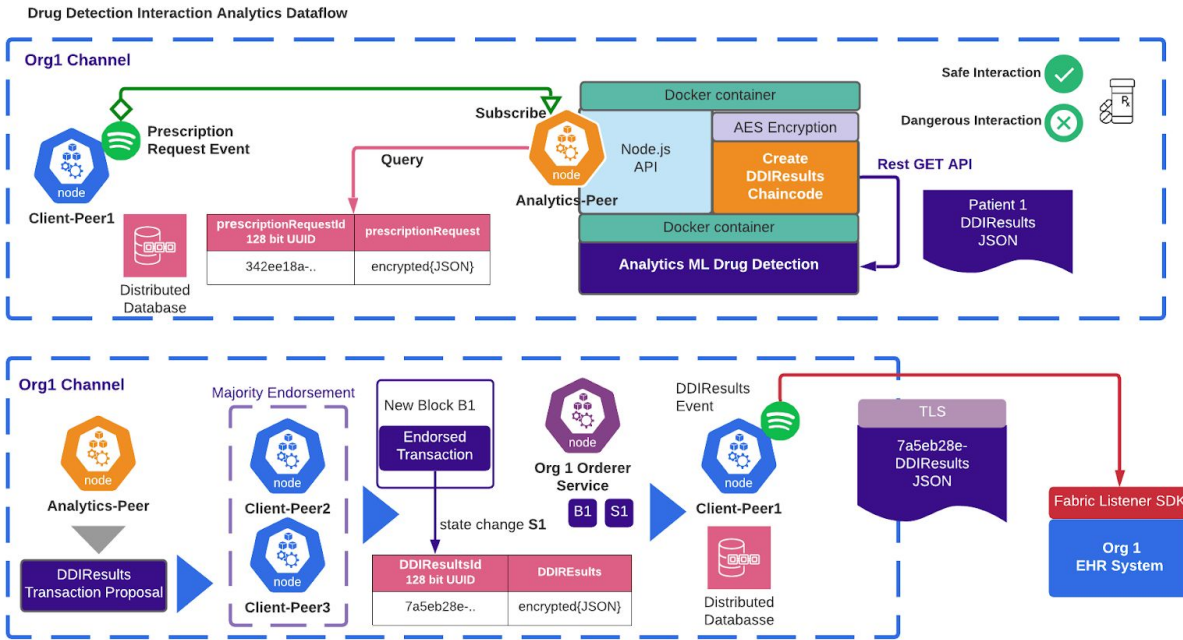 Drug Detection Interaction Analytics Dataflow
Org1 Channel
Prescription
Request Event
node
Client-Peer1
Distributed
Database
Subscribe
Query
node
Analytics-Peer
prescriptionRequestId
128 bit UUID
prescriptionRequest
342ee18a-..
encrypted{JSON}
Docker container
Node.js
API
AES Encryption
Create
DDIResults
Chaincode
Docker container
Analytics ML Drug Detection
Rest GET API
Safe Interaction
Dangerous Interaction
Rx
Patient 1
DDIResults
JSON
Org1 Channel
node
Analytics-Peer
DDIResults
Transaction Proposal
Majority Endorsement
node
Client-Peer2
node
Client-Peer3
New Block B1
Endorsed
Transaction
state change S1
DDIResultsId
128 bit UUID
DDIREsults
7a5eb28e-..
encrypted{JSON}
node
Org 1 Orderer
Service
B1
S1
DDIResults
Event
node
Client-Peer1
Distributed
Databasse
TLS
7a5eb28e-
DDIResults
JSON
Fabric Listener SDK
Org 1
EHR System